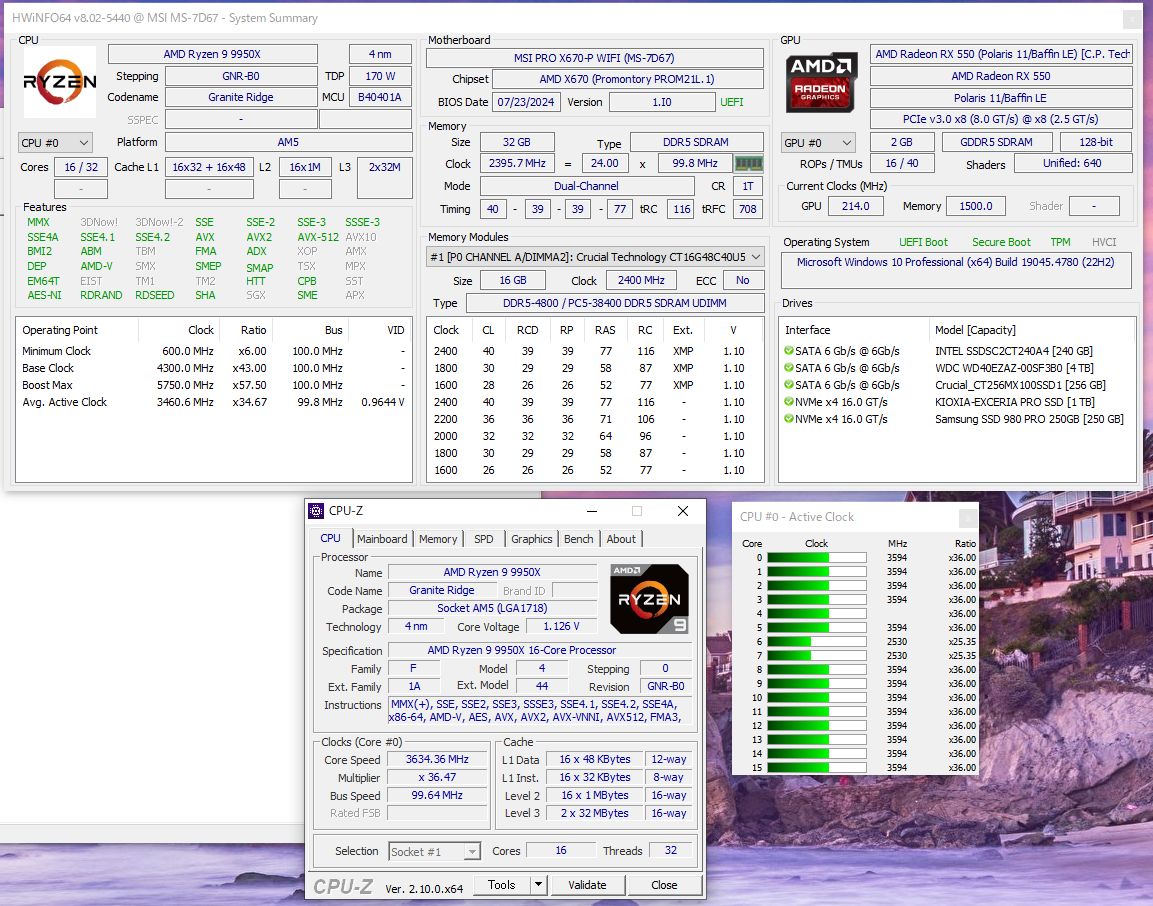 HWiNFO64 v8.02-5440 @ MSI MS-7D67 - System Summary
CPU
RYZEN
AMD Ryzen 9 9950X 4 nm
Stepping GNR-B0 TDP 170 W
Codename Granite Ridge MCU B40401A
SSPEC -
CPU #0 Platform AM5
Cores 16 / 32 Cache L1 16x32 + 16x48 L2 16x1M L3 2x32M
- - -
Features
MMX 3DNow! 3DNow!-2 SSE SSE-2 SSE-3 SSSE-3
SSE4A SSE4.1 SSE4.2 AVX AVX2 AVX-512 AVX10
BMI2 ABM TBM FMA ADX XOP AMX
DEP AMD-V SMX SMEP SMAP TSX MPX
EM64T EIST TM1 TM2 HTT CPB SST
AES-NI RDRAND RDSEED SHA SGX SME APX
Operating Point Clock Ratio Bus VID
Minimum Clock 600.0 MHz x6.00 100.0 MHz -
Base Clock 4300.0 MHz x43.00 100.0 MHz -
Boost Max 5750.0 MHz x57.50 100.0 MHz -
Avg. Active Clock 3460.6 MHz x34.67 99.8 MHz 0.9644 V
Motherboard
MSI PRO X670-P WIFI (MS-7D67)
Chipset AMD X670 (Promontory PROM21L.1)
BIOS Date 07/23/2024 Version 1.I0 UEFI
Memory
Size 32 GB Type DDR5 SDRAM
Clock 2395.7 MHz = 24.00 x 99.8 MHz
Mode Dual-Channel CR 1T
Timing 40 - 39 - 39 - 77 tRC 116 tRFC 708
Memory Modules
#1 [P0 CHANNEL A/DIMMA2]: Crucial Technology CT16G48C40U5
Size 16 GB Clock 2400 MHz ECC No
Type DDR5-4800 / PC5-38400 DDR5 SDRAM UDIMM
Clock CL RCD RP RAS RC Ext. V
2400 40 39 39 77 116 XMP 1.10
1800 30 29 29 58 87 XMP 1.10
1600 28 26 26 52 77 XMP 1.10
2400 40 39 39 77 116 - 1.10
2200 36 36 36 71 106 - 1.10
2000 32 32 32 64 96 - 1.10
1800 30 29 29 58 87 - 1.10
1600 26 26 26 52 77 - 1.10
GPU
AMD
RADEON
GRAPHICS
AMD Radeon RX 550 (Polaris 11/Baffin LE) [C.P. Tech
AMD Radeon RX 550
Polaris 11/Baffin LE
PCIe v3.0 x8 (8.0 GT/s) @ x8 (2.5 GT/s)
GPU #0 2 GB GDDR5 SDRAM 128-bit
ROPs / TMUs 16 / 40 Shaders Unified: 640
Current Clocks (MHz)
GPU 214.0 Memory 1500.0 Shader -
Operating System UEFI Boot Secure Boot TPM HVCI
Microsoft Windows 10 Professional (x64) Build 19045.4780 (22H2)
Drives
Interface Model [Capacity]
SATA 6 Gb/s @ 6Gb/s INTEL SSDSC2CT240A4 [240 GB]
SATA 6 Gb/s @ 6Gb/s WDC WD40EZAZ-00SF3B0 [4 TB]
SATA 6 Gb/s @ 6Gb/s Crucial_CT256MX100SSD1 [256 GB]
NVMe x4 16.0 GT/s KIOXIA-EXCERIA PRO SSD [1 TB]
NVMe x4 16.0 GT/s Samsung SSD 980 PRO 250GB [250 GB]
CPU-Z
CPU Mainboard Memory SPD Graphics Bench About
Processor
Name AMD Ryzen 9 9950X
Code Name Granite Ridge Brand ID
Package Socket AM5 (LGA1718)
Technology 4 nm Core Voltage 1.126 V
AMD
RYZEN
9
Specification AMD Ryzen 9 9950X 16-Core Processor
Family F Model 4 Stepping 0
Ext. Family 1A Ext. Model 44 Revision GNR-B0
Instructions MMX(+), SSE, SSE2, SSE3, SSSE3, SSE4.1, SSE4.2, SSE4A,
x86-64, AMD-V, AES, AVX, AVX2, AVX-VNNI, AVX512, FMA3,
Clocks (Core #0)
Core Speed 3634.36 MHz
Multiplier x 36.47
Bus Speed 99.64 MHz
Rated FSB
Cache
L1 Data 16 x 48 KBytes 12-way
L1 Inst. 16 x 32 KBytes 8-way
Level 2 16 x 1 MBytes 16-way
Level 3 2 x 32 MBytes 16-way
Selection Socket #1 Cores 16 Threads 32
CPU-Z Ver. 2.10.0.x64 Tools Validate Close
CPU #0 - Active Clock
Core Clock MHz Ratio
0 3594 x36.00
1 3594 x36.00
2 3594 x36.00
3 3594 x36.00
4 x36.00
5 3594 x36.00
6 2530 x25.35
7 2530 x25.35
8 3594 x36.00
9 3594 x36.00
10 3594 x36.00
11 3594 x36.00
12 3594 x36.00
13 3594 x36.00
14 3594 x36.00
15 3594 x36.00